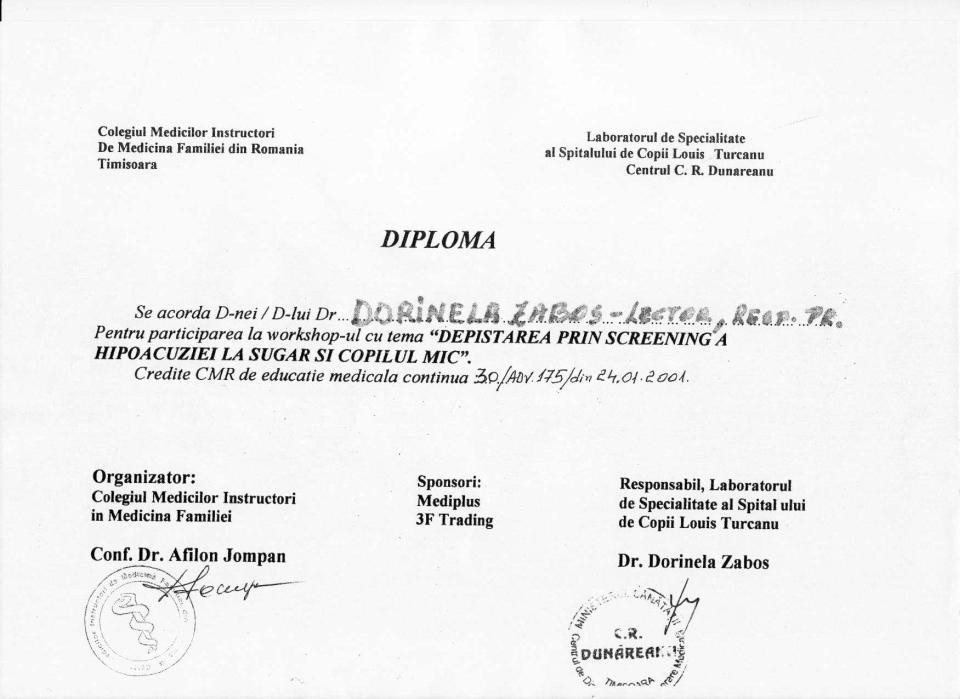 Colegiul Medicilor Instructori
De Medicina Familiei din Romania
Timisoara
Laboratorul de Specialitate
al Spitalului de Copii Louis Turcanu
Centrul C. R. Dunareanu
DIPLOMA
Se acorda D-nei / D-lui Dr... DORINELA ZABOS - LECTOR, RESP. PR.
Pentru participarea la workshop-ul cu tema “DEPISTAREA PRIN SCREENING A
HIPOACUZIEI LA SUGAR SI COPILUL MIC”.
Credite CMR de educatie medicala continua 30/ADV.175/din 24.01.2001.
Organizator:
Colegiul Medicilor Instructori
in Medicina Familiei
Conf. Dr. Afilon Jompan
Sponsori:
Mediplus
3F Trading
Responsabil, Laboratorul
de Specialitate al Spital ului
de Copii Louis Turcanu
Dr. Dorinela Zabos
MINISTERUL SĂNĂTĂȚII
C.R.
DUNĂREANU
TIMIȘOARA